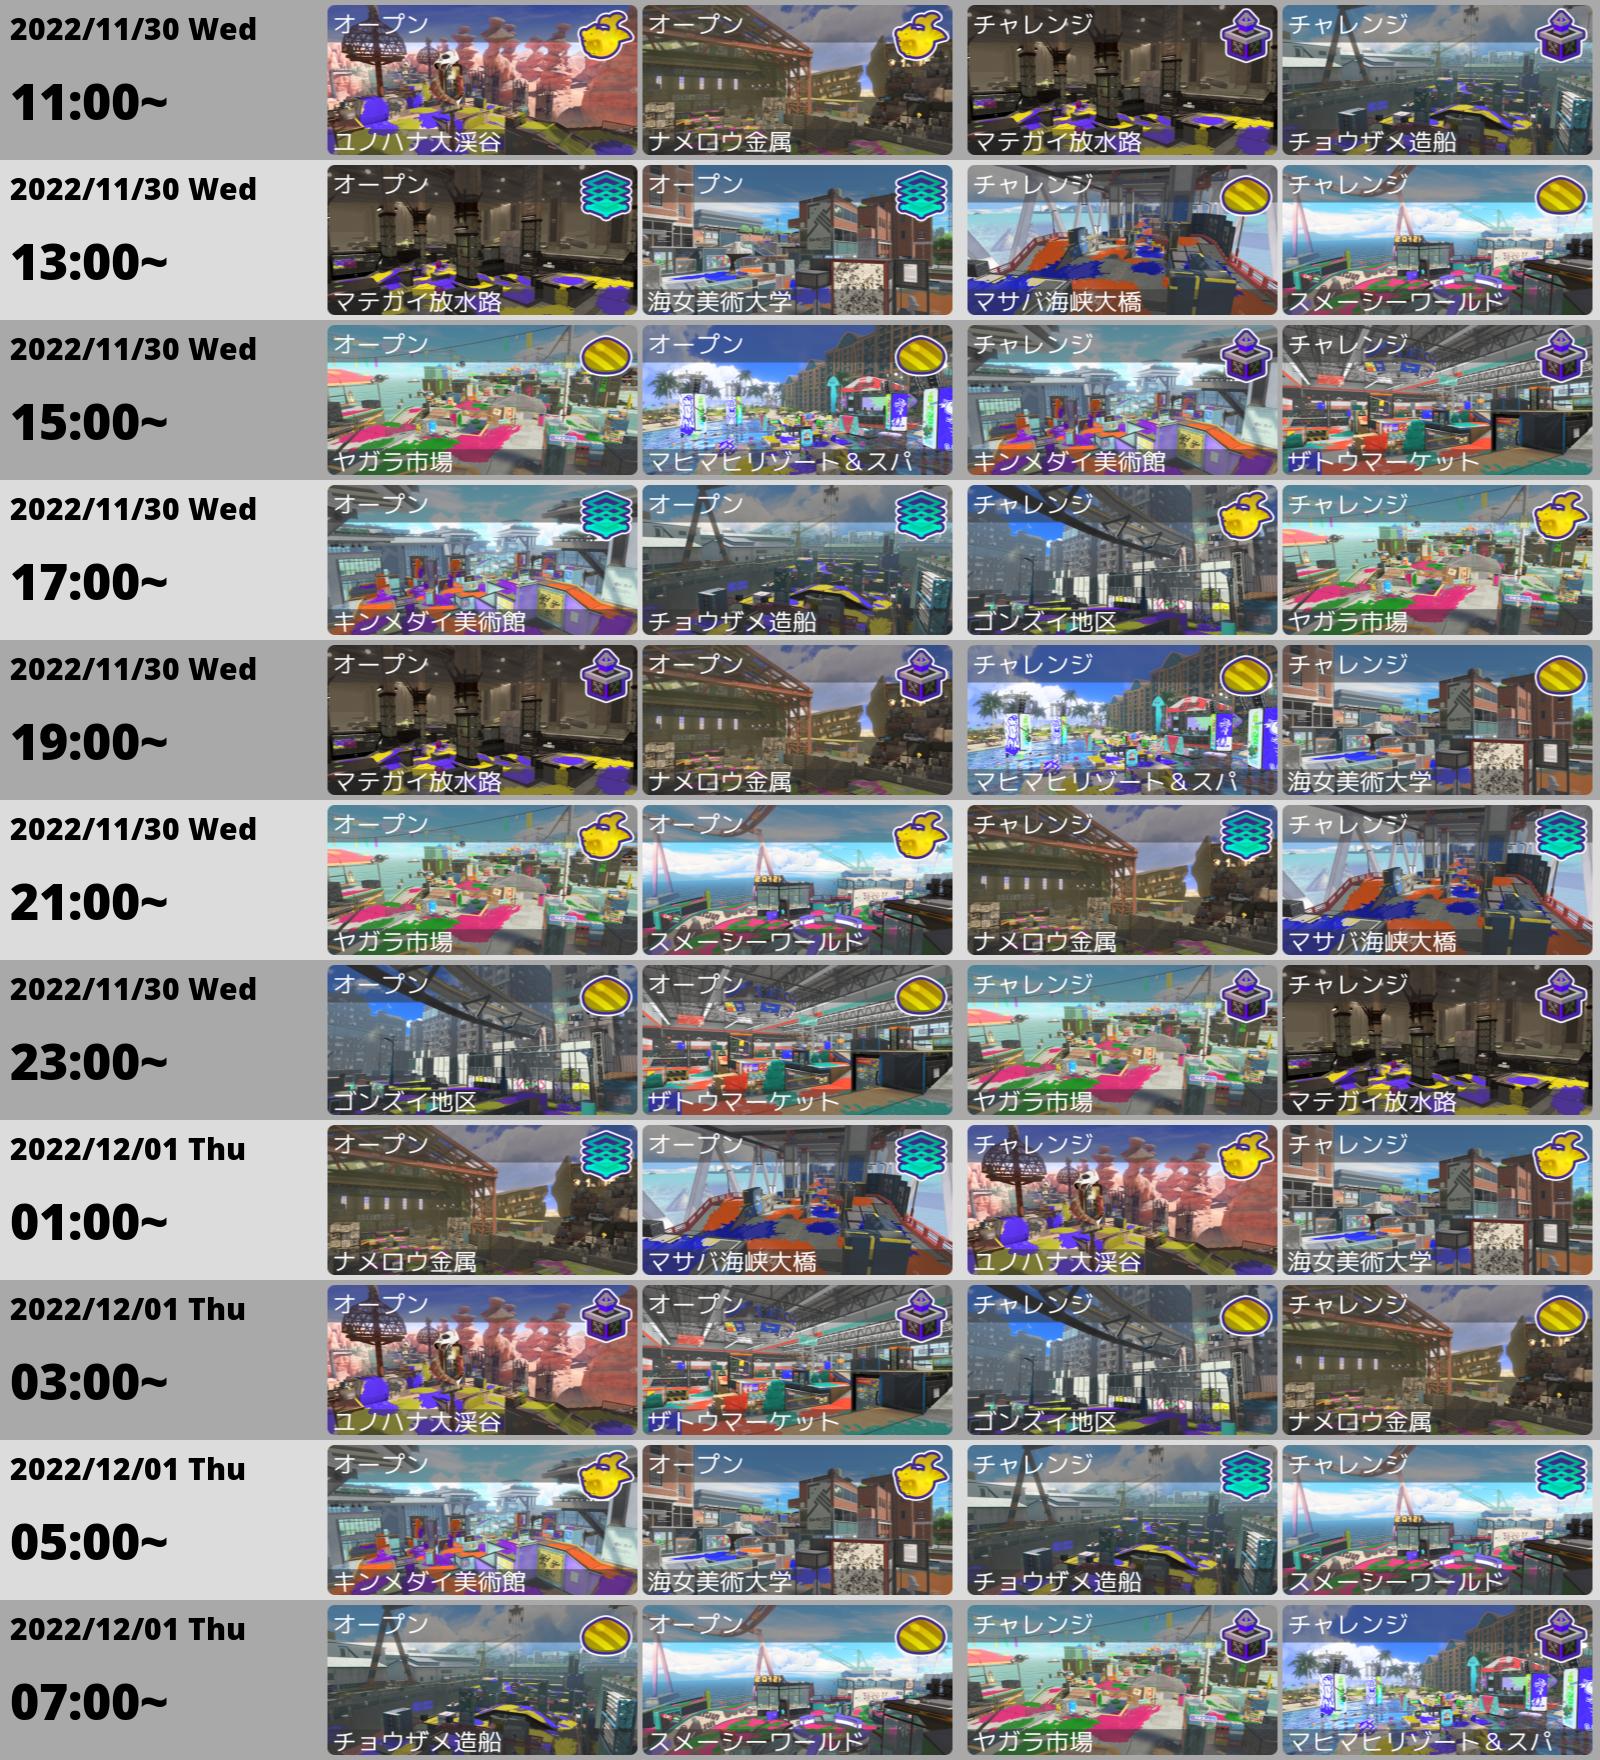 2022/11/30 Wed
11:00~
オープン
ユノハナ大渓谷
オープン
ナメロウ金属
チャレンジ
マテガイ放水路
チャレンジ
チョウザメ造船
2022/11/30 Wed
13:00~
オープン
マテガイ放水路
オープン
海女美術大学
チャレンジ
マサバ海峡大橋
チャレンジ
スメーシーワールド
2022/11/30 Wed
15:00~
オープン
ヤガラ市場
オープン
マヒマヒリゾート＆スパ
チャレンジ
キンメダイ美術館
チャレンジ
ザトウマーケット
2022/11/30 Wed
17:00~
オープン
キンメダイ美術館
オープン
チョウザメ造船
チャレンジ
ゴンズイ地区
チャレンジ
ヤガラ市場
2022/11/30 Wed
19:00~
オープン
マテガイ放水路
オープン
ナメロウ金属
チャレンジ
マヒマヒリゾート＆スパ
チャレンジ
海女美術大学
2022/11/30 Wed
21:00~
オープン
ヤガラ市場
オープン
スメーシーワールド
チャレンジ
ナメロウ金属
チャレンジ
マサバ海峡大橋
2022/11/30 Wed
23:00~
オープン
ゴンズイ地区
オープン
ザトウマーケット
チャレンジ
ヤガラ市場
チャレンジ
マテガイ放水路
2022/12/01 Thu
01:00~
オープン
ナメロウ金属
オープン
マサバ海峡大橋
チャレンジ
ユノハナ大渓谷
チャレンジ
海女美術大学
2022/12/01 Thu
03:00~
オープン
ユノハナ大渓谷
オープン
ザトウマーケット
チャレンジ
ゴンズイ地区
チャレンジ
ナメロウ金属
2022/12/01 Thu
05:00~
オープン
キンメダイ美術館
オープン
海女美術大学
チャレンジ
チョウザメ造船
チャレンジ
スメーシーワールド
2022/12/01 Thu
07:00~
オープン
チョウザメ造船
オープン
スメーシーワールド
チャレンジ
ヤガラ市場
チャレンジ
マヒマヒリゾート＆スパ